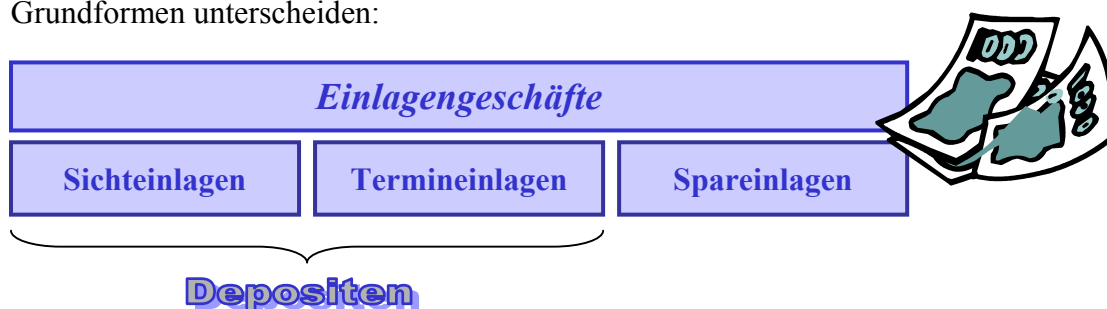 Grundformen unterscheiden:
Einlagengeschäfte
Sichteinlagen Termineinlagen Spareinlagen
Depositen